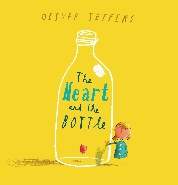 OLIVER JEFFERS
The
Heart
and the
BOTTLE